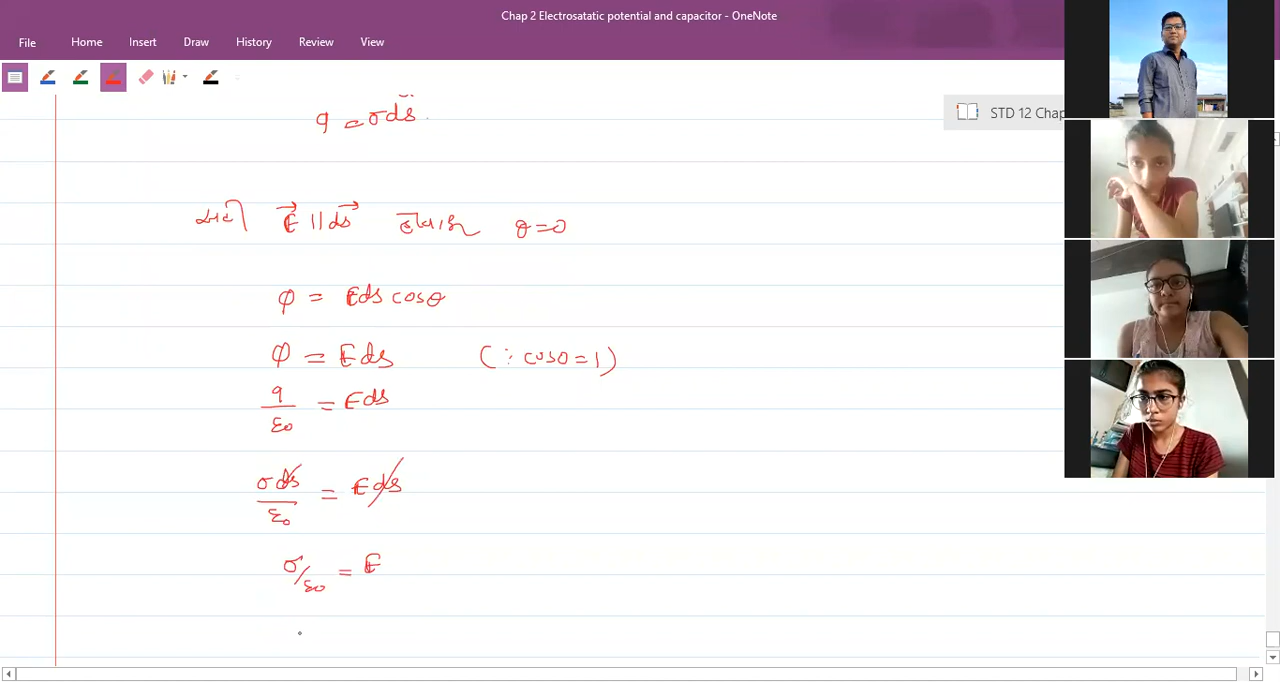 Chap 2 Electrosatatic potential and capacitor - OneNote
File Home Insert Draw History Review View
STD 12 Chap
q = σds
E⃗ || ds⃗ θ = 0
φ = Eds cosθ
φ = Eds (∵ cos0 = 1)
q/ε0 = Eds
σds/ε0 = Eds
σ/ε0 = E